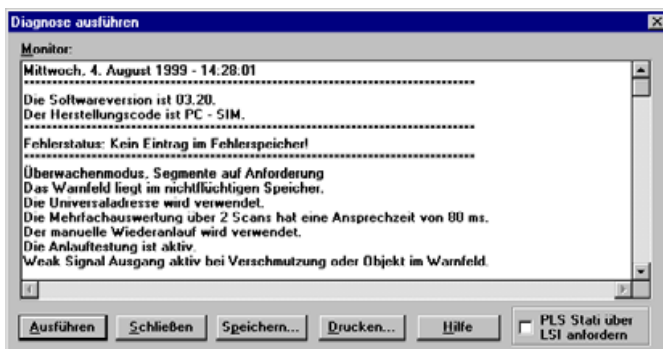 Diagnose ausführen
Monitor:
Mittwoch, 4. August 1999 - 14:28:01
Die Softwareversion ist 03.20.
Der Herstellungscode ist PC - SIM.
Fehlerstatus: Kein Eintrag im Fehlerspeicher!
Überwachenmodus, Segmente auf Anforderung
Das Warnfeld liegt im nichtflüchtigen Speicher.
Die Universaladresse wird verwendet.
Die Mehrfachauswertung über 2 Scans hat eine Ansprechzeit von 80 ms.
Der manuelle Wiederanlauf wird verwendet.
Die Anlauftestung ist aktiv.
Weak Signal Ausgang aktiv bei Verschmutzung oder Objekt im Warnfeld.
Ausführen Schließen Speichern... Drucken... Hilfe
PLS Stati über
LSI anfordern